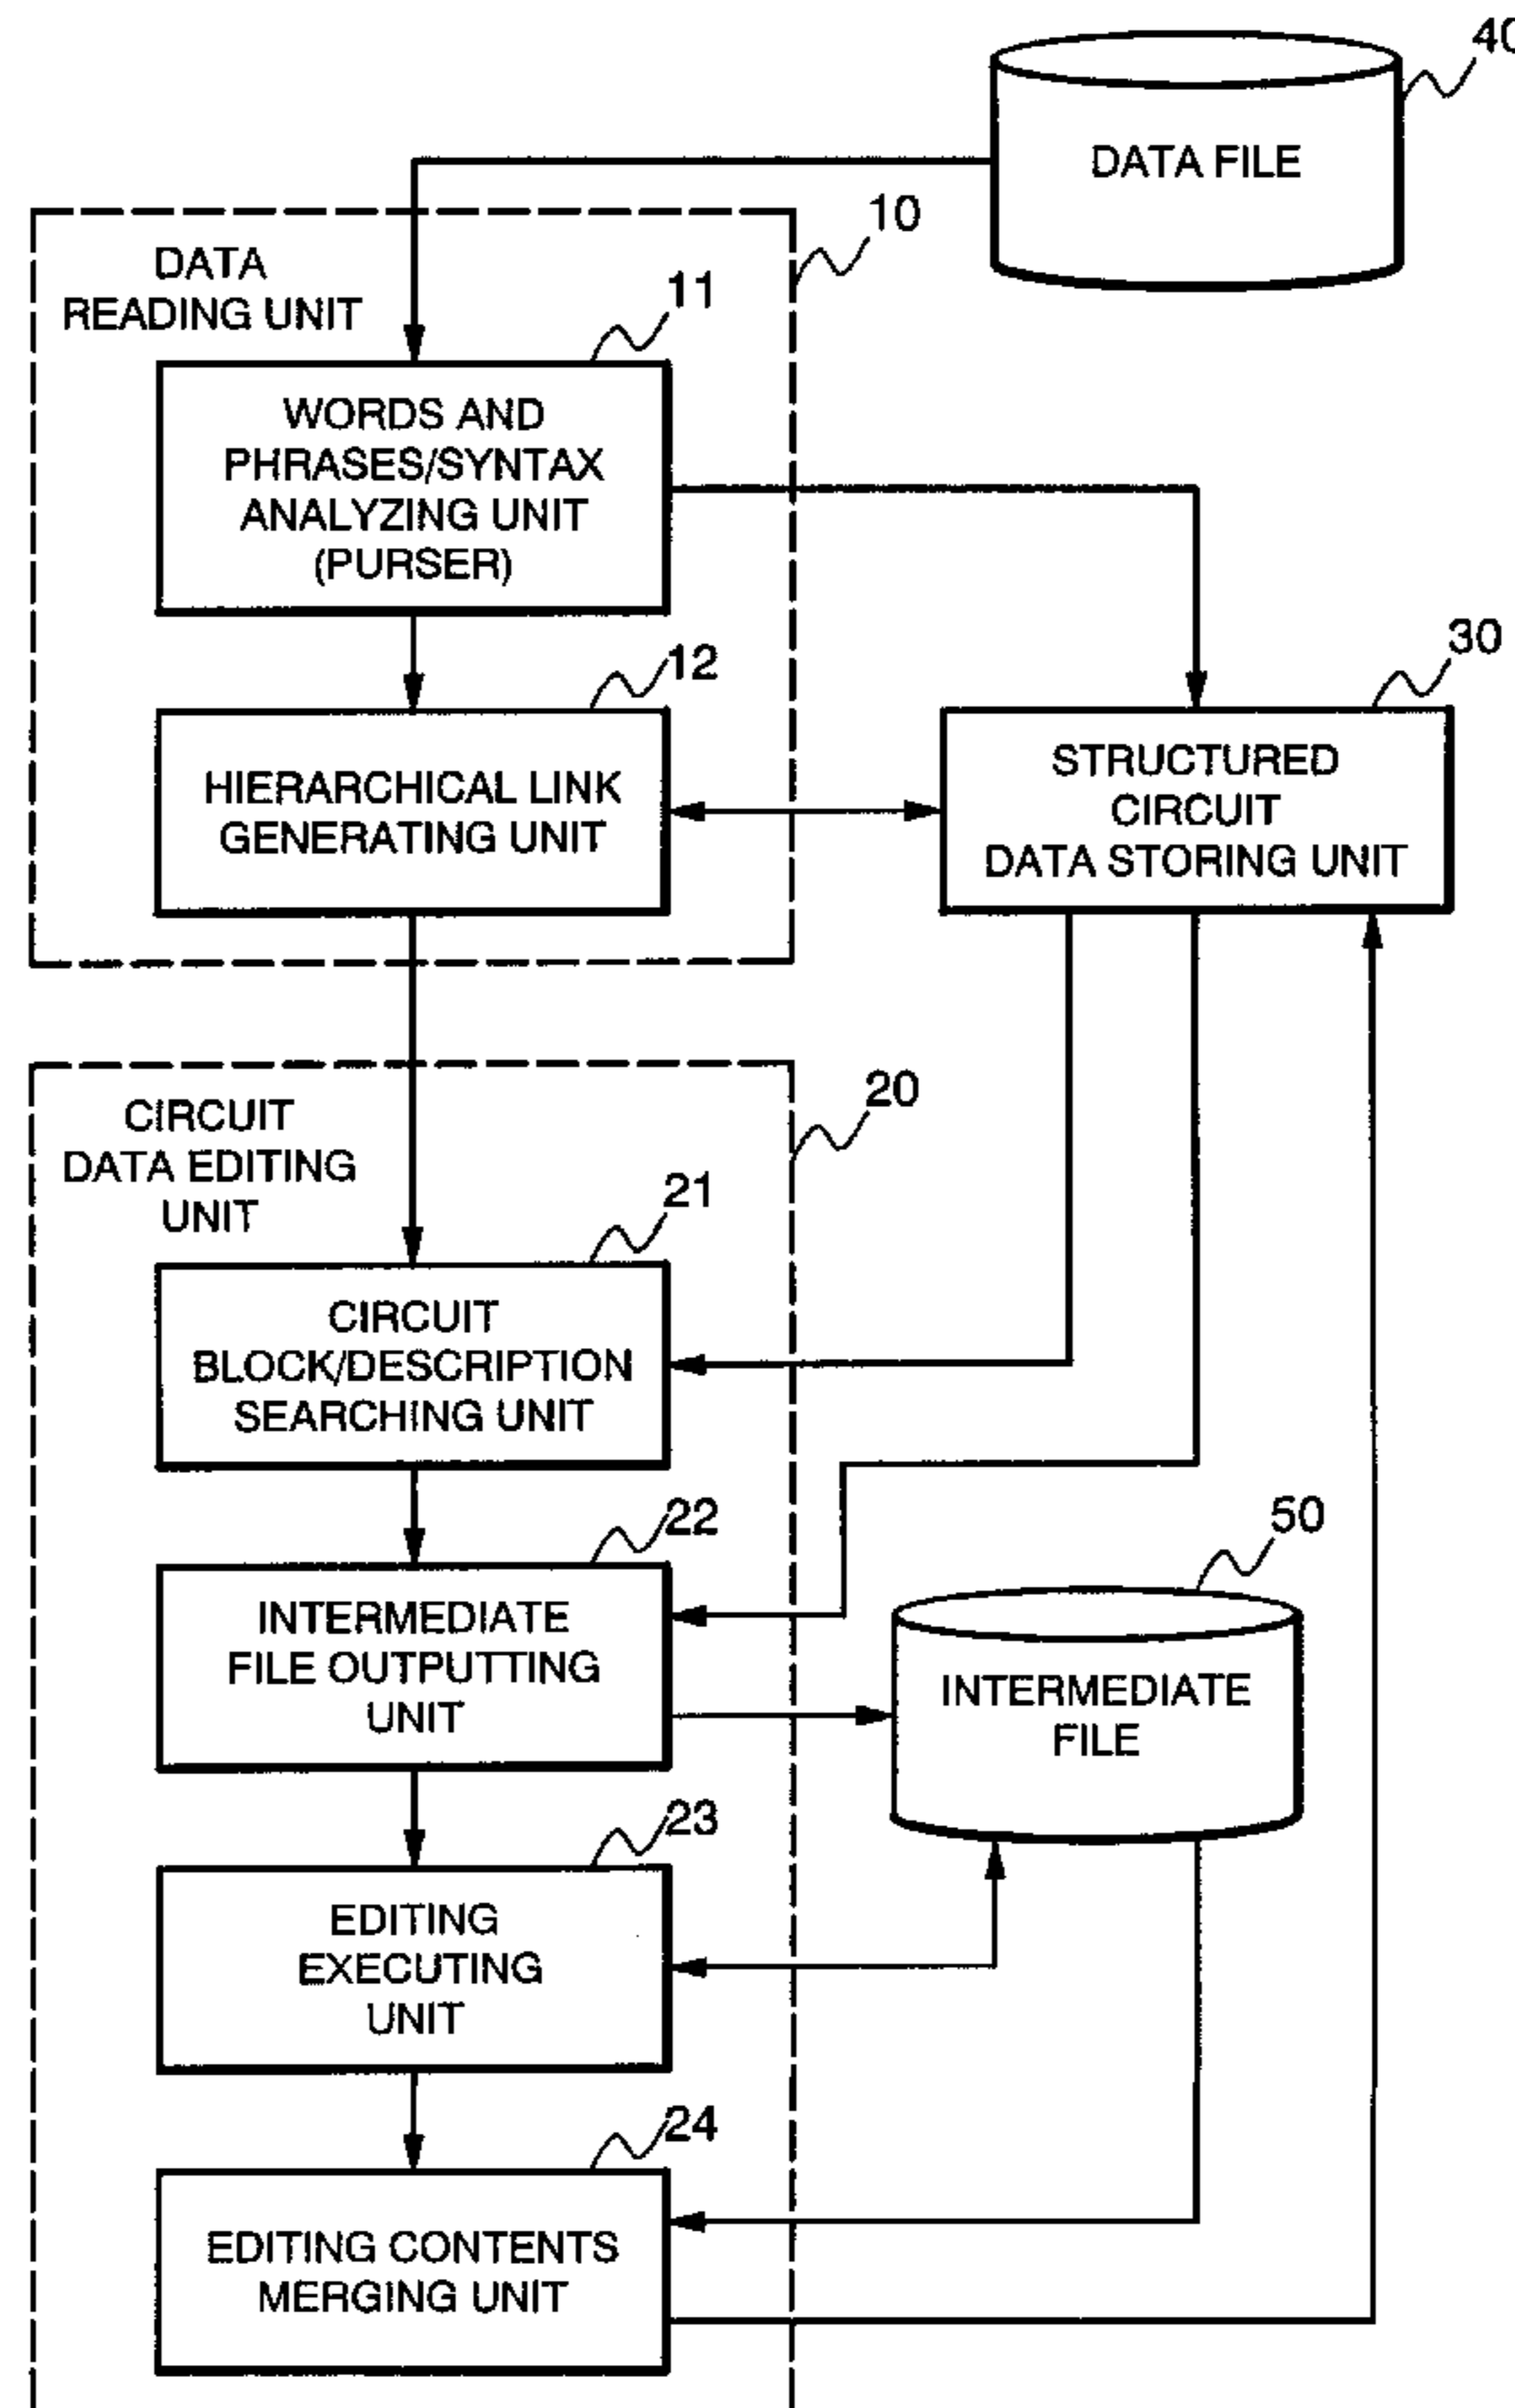 40
DATA FILE
10
DATA
READING UNIT
11
WORDS AND
PHRASES/SYNTAX
ANALYZING UNIT
(PURSER)
12
HIERARCHICAL LINK
GENERATING UNIT
30
STRUCTURED
CIRCUIT
DATA STORING UNIT
20
CIRCUIT
DATA EDITING
UNIT
21
CIRCUIT
BLOCK/DESCRIPTION
SEARCHING UNIT
22
INTERMEDIATE
FILE OUTPUTTING
UNIT
50
INTERMEDIATE
FILE
23
EDITING
EXECUTING
UNIT
24
EDITING CONTENTS
MERGING UNIT